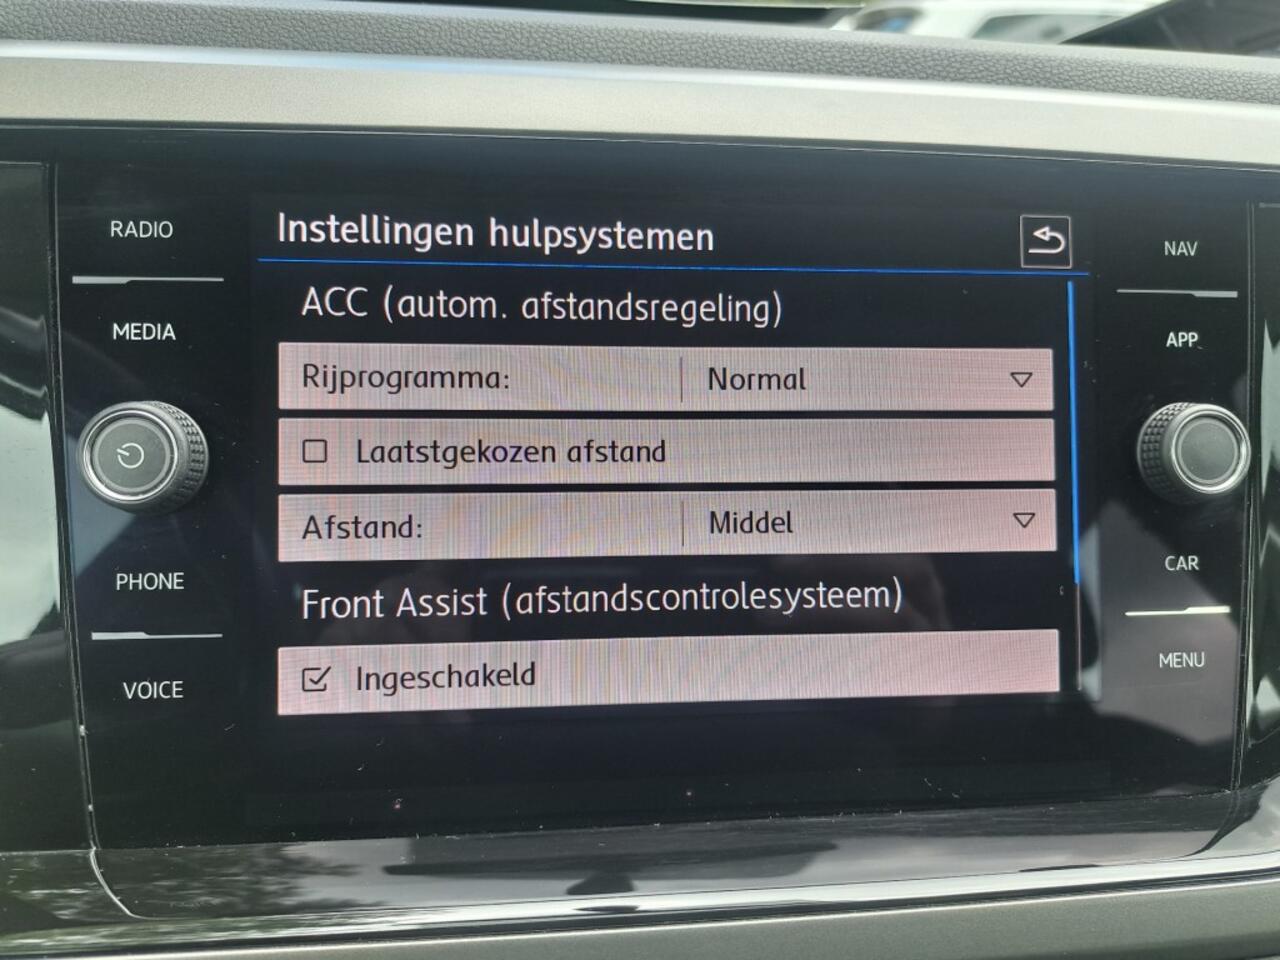 RADIO
MEDIA
PHONE
VOICE
Instellingen hulpsystemen
ACC (autom. afstandsregeling)
Rijprogramma: Normal
Laatstgekozen afstand
Afstand: Middel
Front Assist (afstandscontrolesysteem)
Ingeschakeld
NAV
APP
CAR
MENU